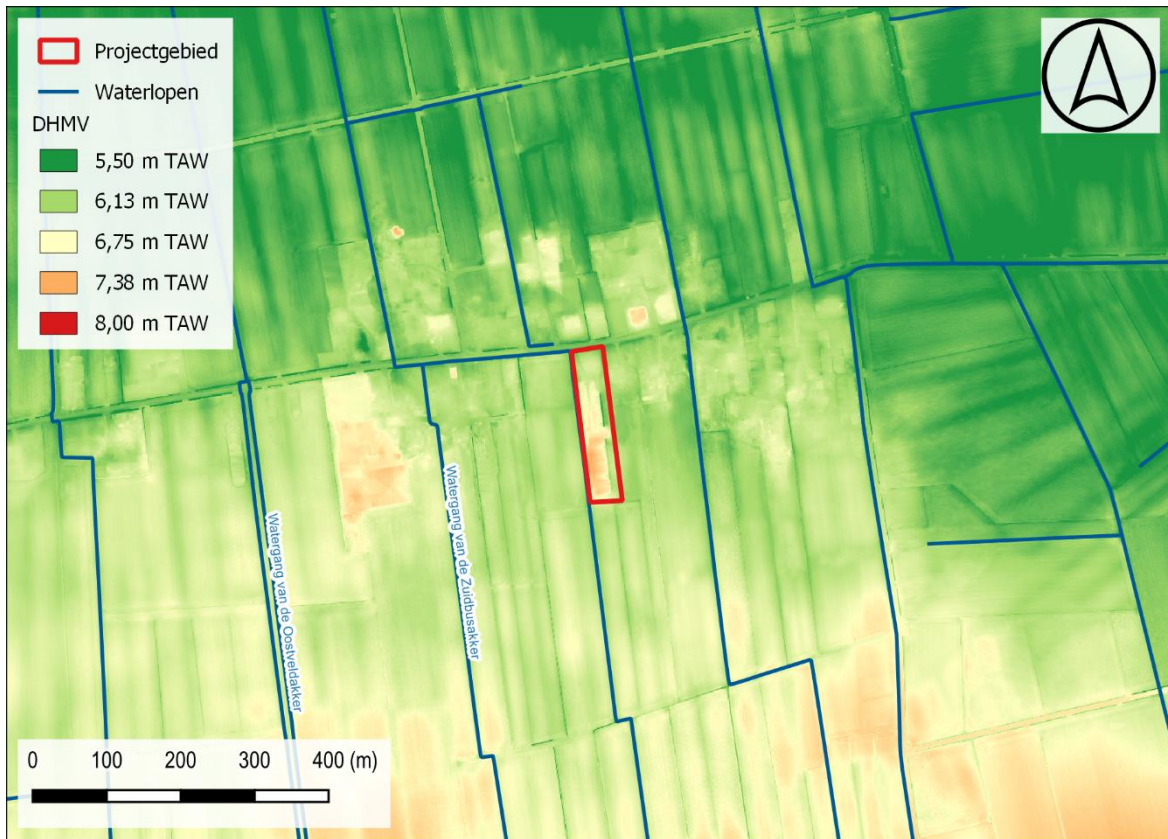 Projectgebied
Waterlopen
DHMV
5,50 m TAW
6,13 m TAW
6,75 m TAW
7,38 m TAW
8,00 m TAW
Watergang van de Oostveldakker
Watergang van de Zuidbusakker
0 100 200 300 400 (m)